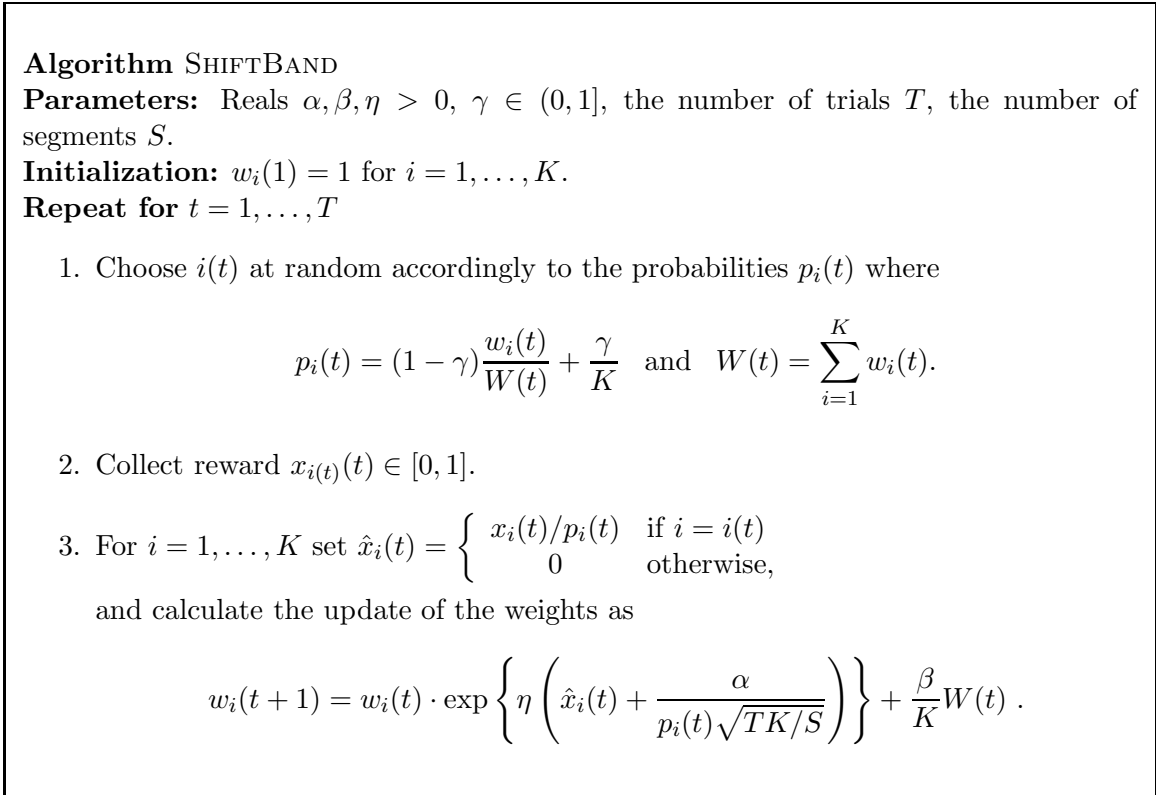 Algorithm SHIFTBAND
Parameters: Reals α, β, η > 0, γ ∈ (0, 1], the number of trials T, the number of
segments S.
Initialization: w_i(1) = 1 for i = 1, . . . , K.
Repeat for t = 1, . . . , T
1. Choose i(t) at random accordingly to the probabilities p_i(t) where
p_i(t) = (1 − γ) w_i(t)/W(t) + γ/K and W(t) = ∑_{i=1}^{K} w_i(t).
2. Collect reward x_{i(t)}(t) ∈ [0, 1].
3. For i = 1, . . . , K set x̂_i(t) = { x_i(t)/p_i(t) if i = i(t)
0 otherwise,
and calculate the update of the weights as
w_i(t + 1) = w_i(t) · exp { η ( x̂_i(t) + α/(p_i(t)√(TK/S)) ) } + β/K W(t) .